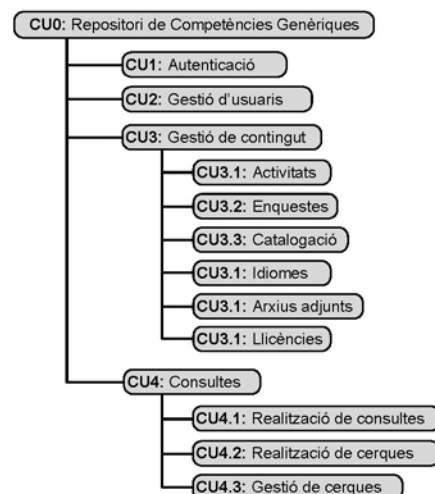 CU0: Repositori de Competències Genèriques
CU1: Autenticació
CU2: Gestió d'usuaris
CU3: Gestió de contingut
CU3.1: Activitats
CU3.2: Enquestes
CU3.3: Catalogació
CU3.1: Idiomes
CU3.1: Arxius adjunts
CU3.1: Llicències
CU4: Consultes
CU4.1: Realització de consultes
CU4.2: Realització de cerques
CU4.3: Gestió de cerques